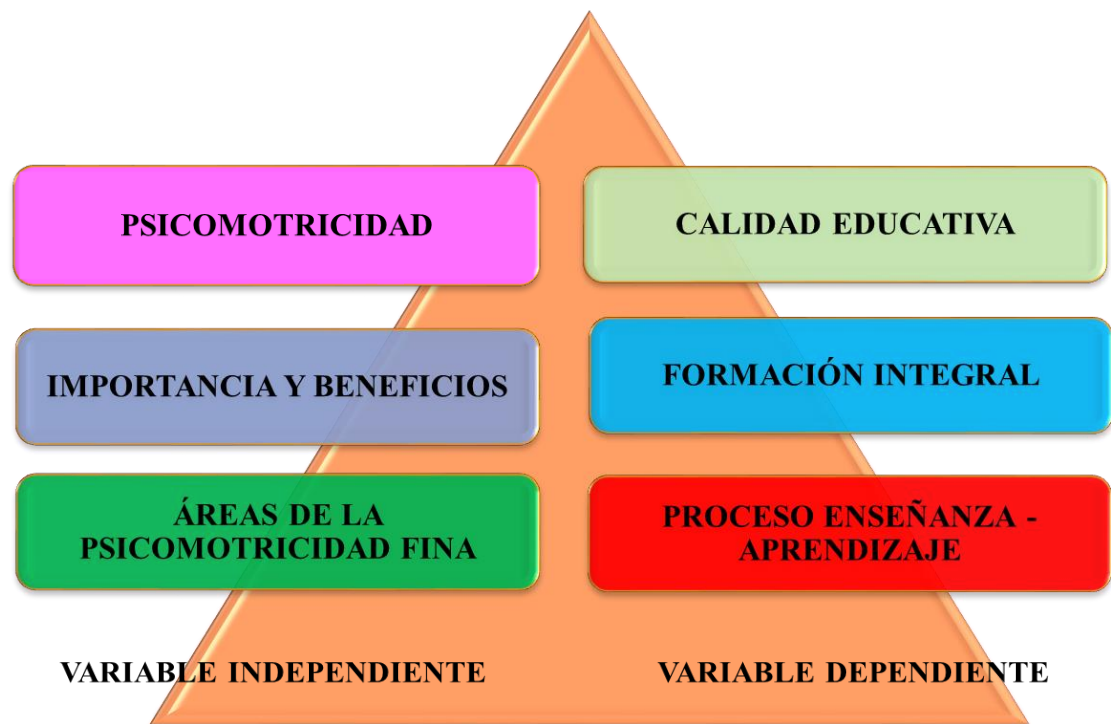 PSICOMOTRICIDAD
CALIDAD EDUCATIVA
IMPORTANCIA Y BENEFICIOS
FORMACIÓN INTEGRAL
ÁREAS DE LA
PSICOMOTRICIDAD FINA
PROCESO ENSEÑANZA -
APRENDIZAJE
VARIABLE INDEPENDIENTE
VARIABLE DEPENDIENTE